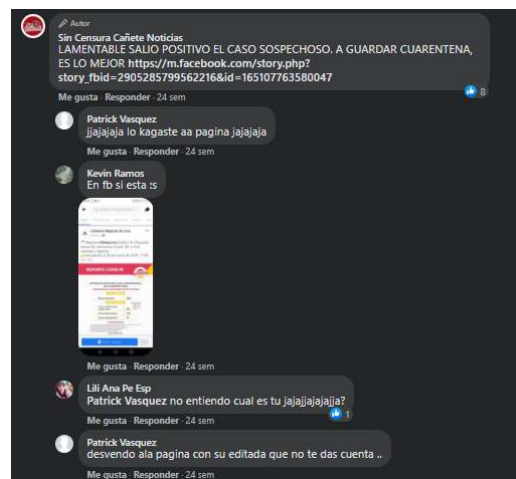 Autor
Sin Censura Cañete Noticias
LAMENTABLE SALIO POSITIVO EL CASO SOSPECHOSO. A GUARDAR CUARENTENA,
ES LO MEJOR https://m.facebook.com/story.php?
story_fbid=2905285799562216&id=165107763580047
8
Me gusta · Responder · 24 sem
Patrick Vasquez
jjajajaja lo kagaste aa pagina jajajaja
Me gusta · Responder · 24 sem
Kevin Ramos
En fb si esta :s
REPORTE COVID-19
Me gusta · Responder · 24 sem
Lili Ana Pe Esp
Patrick Vasquez no entiendo cual es tu jajajjajajajja?
1
Me gusta · Responder · 24 sem
Patrick Vasquez
desvendo ala pagina con su editada que no te das cuenta ..
Me gusta · Responder · 24 sem